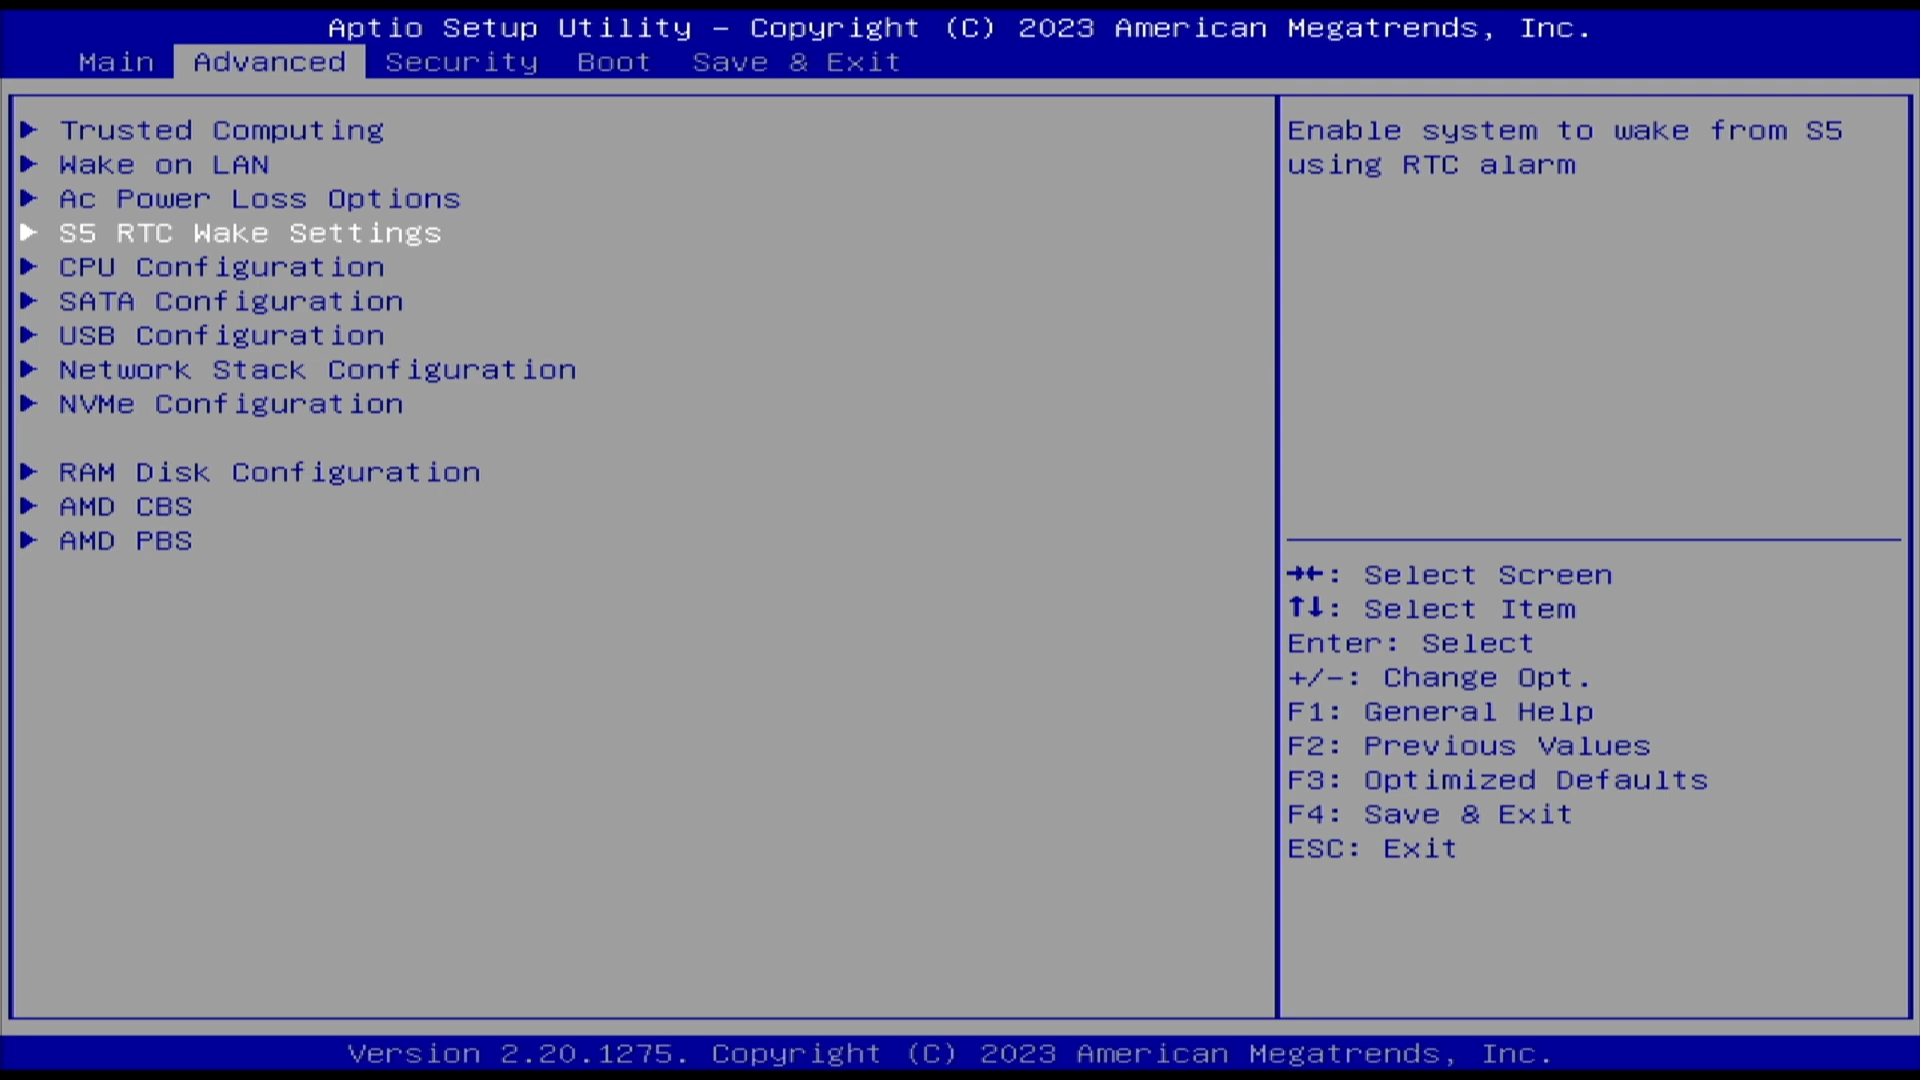 Aptio Setup Utility – Copyright (C) 2023 American Megatrends, Inc.
Main Advanced Security Boot Save & Exit
► Trusted Computing
► Wake on LAN
► Ac Power Loss Options
► S5 RTC Wake Settings
► CPU Configuration
► SATA Configuration
► USB Configuration
► Network Stack Configuration
► NVMe Configuration
► RAM Disk Configuration
► AMD CBS
► AMD PBS
Enable system to wake from S5
using RTC alarm
→←: Select Screen
↑↓: Select Item
Enter: Select
+/-: Change Opt.
F1: General Help
F2: Previous Values
F3: Optimized Defaults
F4: Save & Exit
ESC: Exit
Version 2.20.1275. Copyright (C) 2023 American Megatrends, Inc.